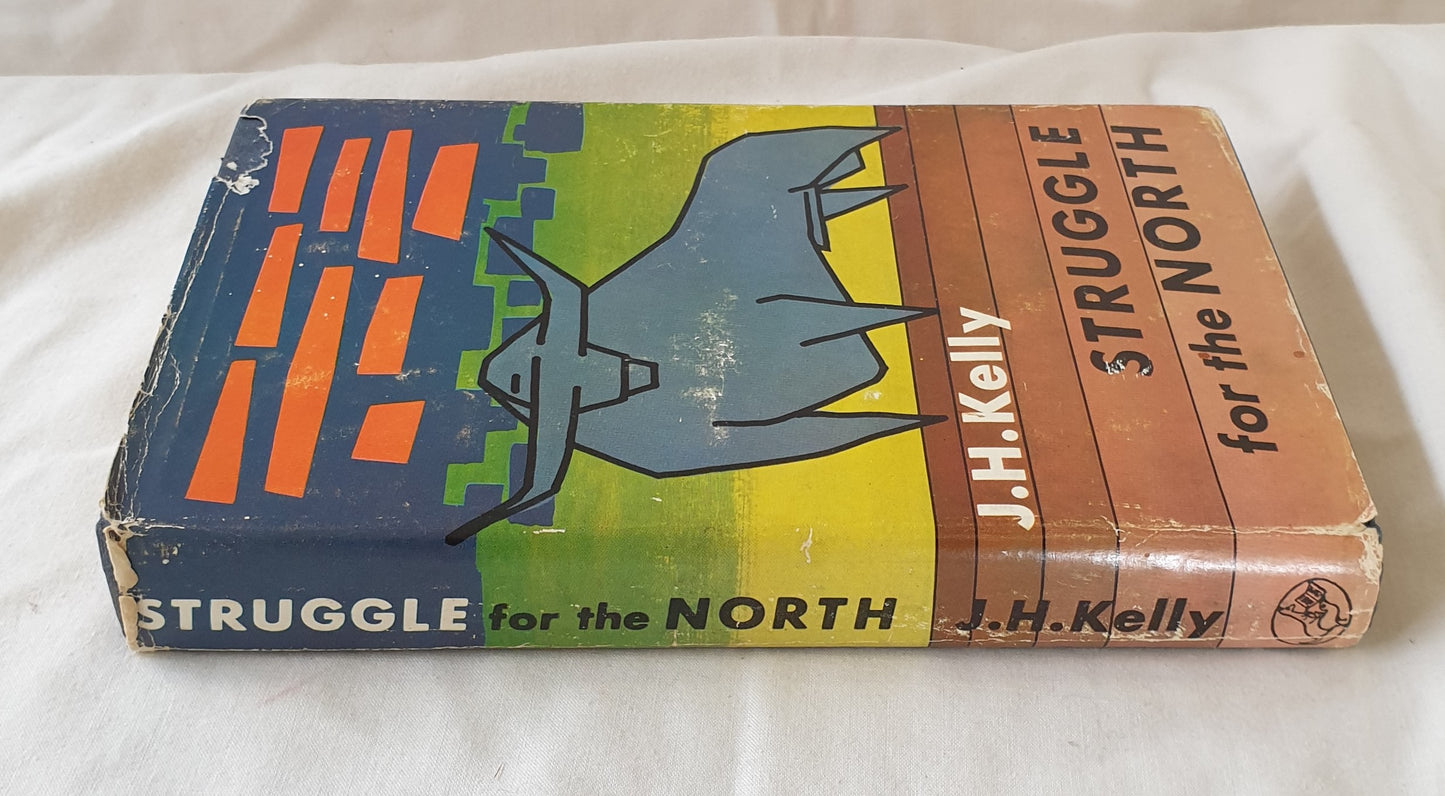 STRUGGLE
for the NORTH
J.H.Kelly
STRUGGLE for the NORTH J.H.Kelly